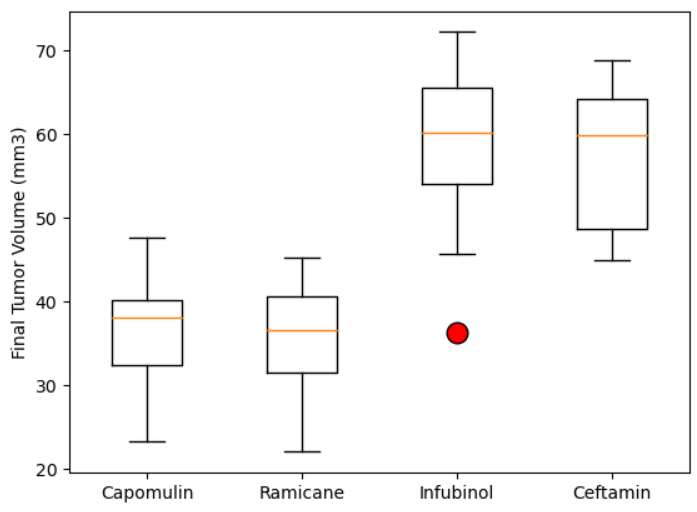 Final Tumor Volume (mm3)
70
60
50
40
30
20
Capomulin
Ramicane
Infubinol
Ceftamin